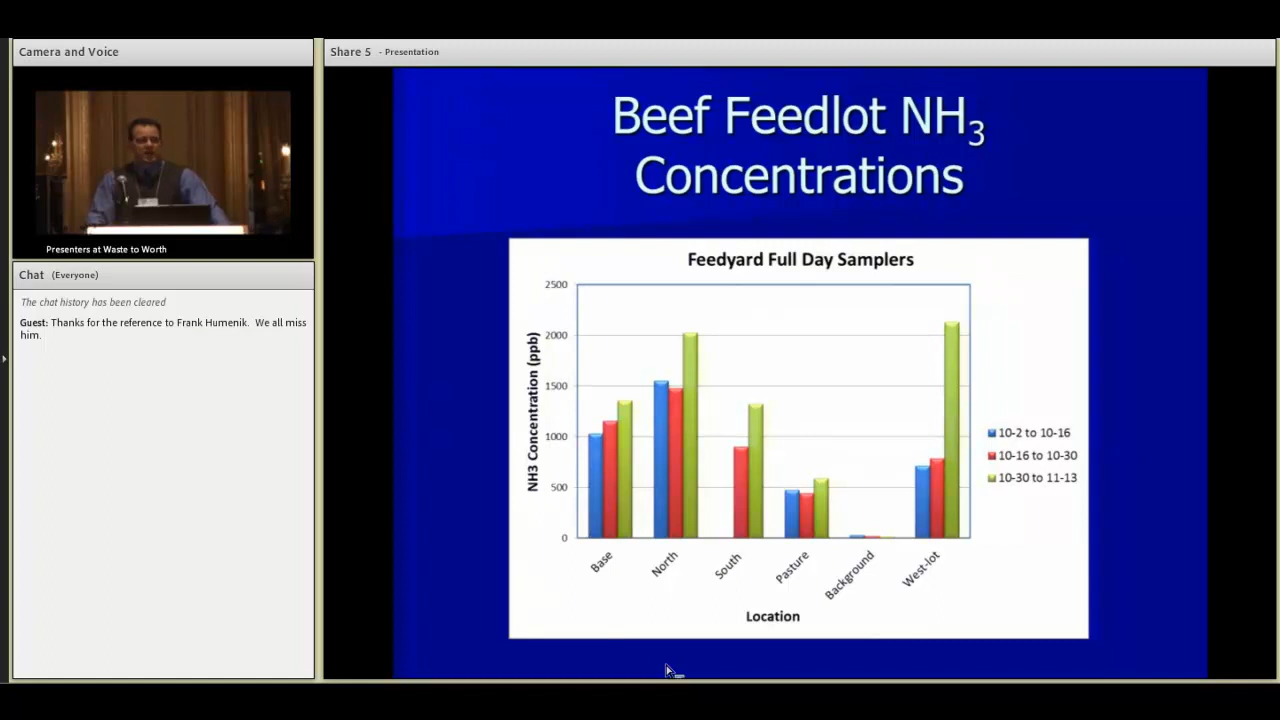 Camera and Voice
Presenters at Waste to Worth
Chat (Everyone)
The chat history has been cleared
Guest: Thanks for the reference to Frank Humenik. We all miss
him.
Share 5 - Presentation
Beef Feedlot NH3
Concentrations
Feedyard Full Day Samplers
NH3 Concentration (ppb)
2500
2000
1500
1000
500
0
Base
North
South
Pasture
Background
West-lot
Location
10-2 to 10-16
10-16 to 10-30
10-30 to 11-13